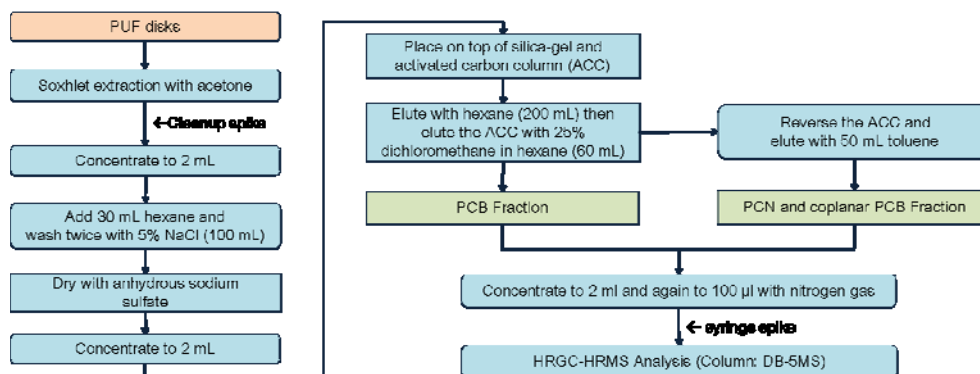 PUF disks
Soxhlet extraction with acetone
←Cleanup spike
Concentrate to 2 mL
Add 30 mL hexane and
wash twice with 5% NaCl (100 mL)
Dry with anhydrous sodium
sulfate
Concentrate to 2 mL
Place on top of silica-gel and
activated carbon column (ACC)
Elute with hexane (200 mL) then
elute the ACC with 25%
dichloromethane in hexane (60 mL)
Reverse the ACC and
elute with 50 mL toluene
PCB Fraction
PCN and coplanar PCB Fraction
Concentrate to 2 ml and again to 100 µl with nitrogen gas
← syringe spike
HRGC-HRMS Analysis (Column: DB-5MS)